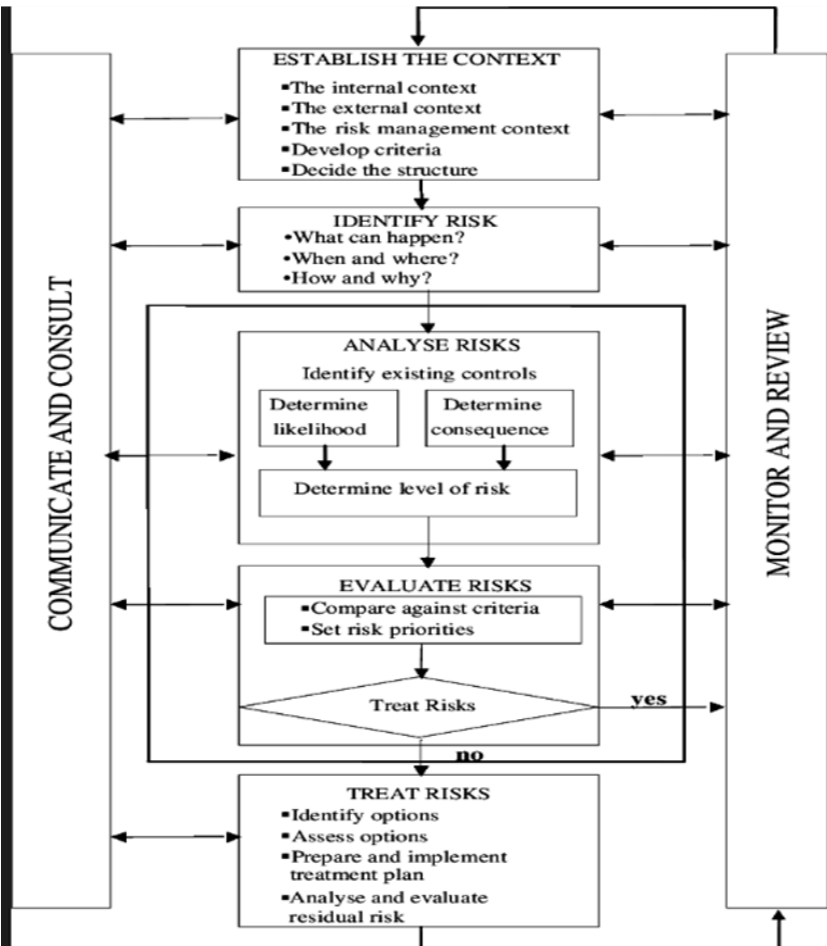 COMMUNICATE AND CONSULT
ESTABLISH THE CONTEXT
▪The internal context
▪The external context
▪The risk management context
▪Develop criteria
▪Decide the structure
IDENTIFY RISK
•What can happen?
•When and where?
•How and why?
ANALYSE RISKS
Identify existing controls
Determine
likelihood
Determine
consequence
Determine level of risk
EVALUATE RISKS
▪Compare against criteria
▪Set risk priorities
Treat Risks
yes
no
TREAT RISKS
▪Identify options
▪Assess options
▪Prepare and implement
treatment plan
▪Analyse and evaluate
residual risk
MONITOR AND REVIEW